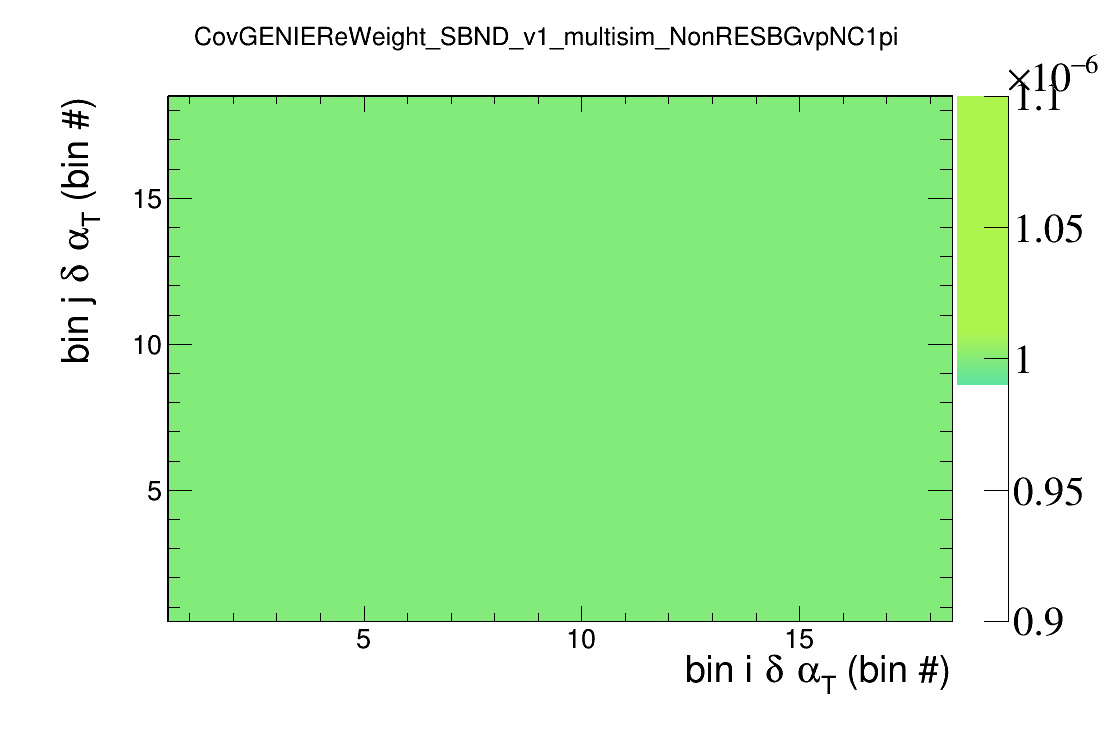 CovGENIEReWeight_SBND_v1_multisim_NonRESBGvpNC1pi
×10⁻⁶
1.1
1.05
1
0.95
0.9
bin j δ α_T (bin #)
15
10
5
5 10 15
bin i δ α_T (bin #)